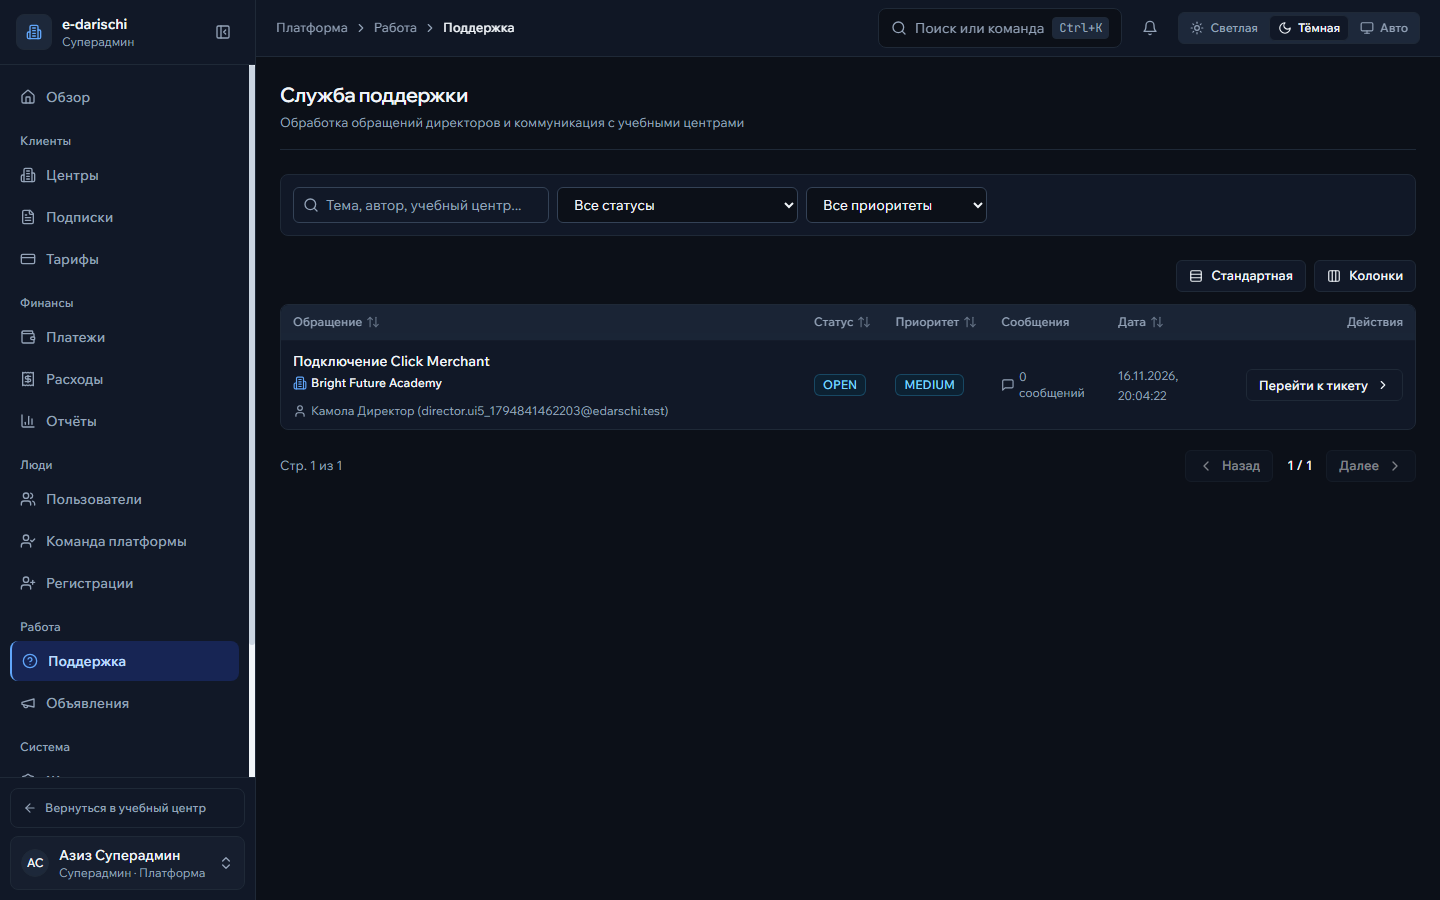 e-darischi
Суперадмин
Обзор
Клиенты
Центры
Подписки
Тарифы
Финансы
Платежи
Расходы
Отчёты
Люди
Пользователи
Команда платформы
Регистрации
Работа
Поддержка
Объявления
Система
Вернуться в учебный центр
АС
Азиз Суперадмин
Суперадмин · Платформа
Платформа > Работа > Поддержка
Поиск или команда Ctrl+K
Светлая Тёмная Авто
Служба поддержки
Обработка обращений директоров и коммуникация с учебными центрами
Тема, автор, учебный центр... Все статусы Все приоритеты
Стандартная Колонки
Обращение Статус Приоритет Сообщения Дата Действия
Подключение Click Merchant
Bright Future Academy
Камола Директор (director.ui5_1794841462203@edarschi.test)
OPEN
MEDIUM
0
сообщений
16.11.2026,
20:04:22
Перейти к тикету
Стр. 1 из 1
Назад 1 / 1 Далее